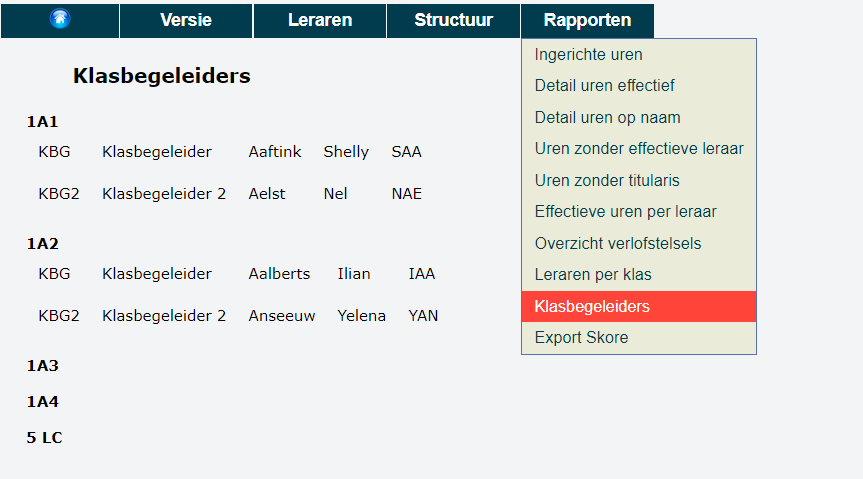 Versie Leraren Structuur Rapporten
Klasbegeleiders
1A1
KBG Klasbegeleider Aaftink Shelly SAA
KBG2 Klasbegeleider 2 Aelst Nel NAE
1A2
KBG Klasbegeleider Aalberts Ilian IAA
KBG2 Klasbegeleider 2 Anseeuw Yelena YAN
1A3
1A4
5 LC
Ingerichte uren
Detail uren effectief
Detail uren op naam
Uren zonder effectieve leraar
Uren zonder titularis
Effectieve uren per leraar
Overzicht verlofstelsels
Leraren per klas
Klasbegeleiders
Export Skore